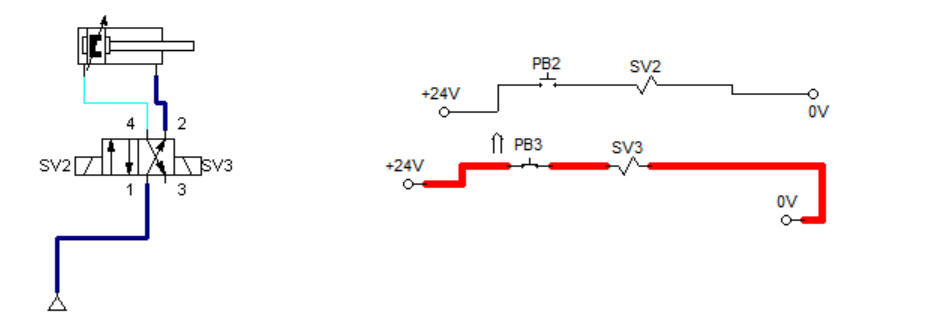 4 2
SV2 SV3
1 3
PB2 SV2
+24V
0V
PB3 SV3
+24V
0V